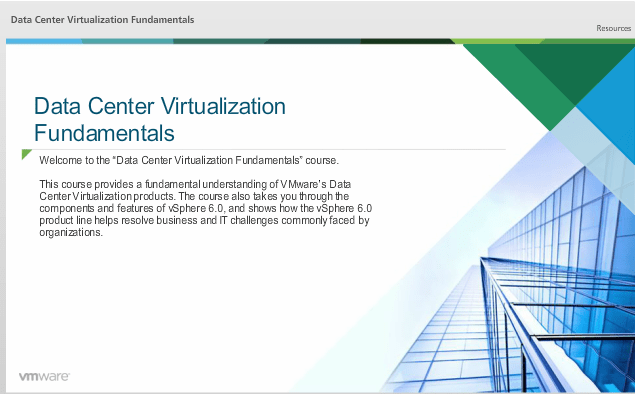 Data Center Virtualization Fundamentals
Resources
Data Center Virtualization
Fundamentals
Welcome to the “Data Center Virtualization Fundamentals” course.
This course provides a fundamental understanding of VMware’s Data
Center Virtualization products. The course also takes you through the
components and features of vSphere 6.0, and shows how the vSphere 6.0
product line helps resolve business and IT challenges commonly faced by
organizations.
vmware